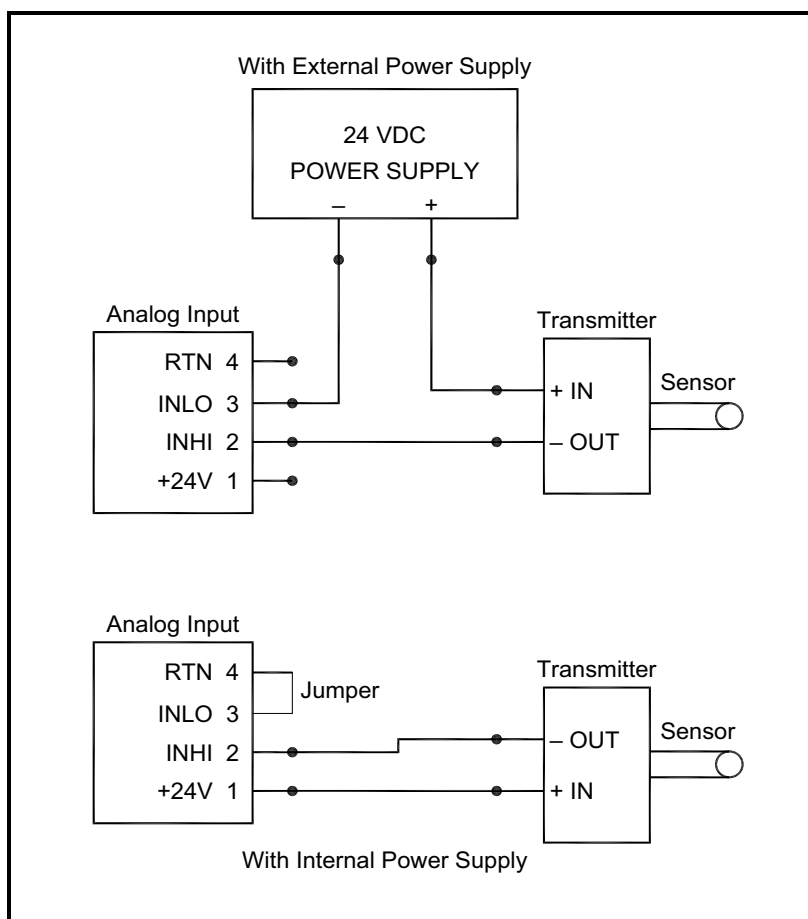 With External Power Supply
24 VDC
POWER SUPPLY
– +
Analog Input
RTN 4
INLO 3
INHI 2
+24V 1
Transmitter
+ IN
– OUT
Sensor
Analog Input
RTN 4
INLO 3
INHI 2
+24V 1
Jumper
Transmitter
– OUT
+ IN
Sensor
With Internal Power Supply